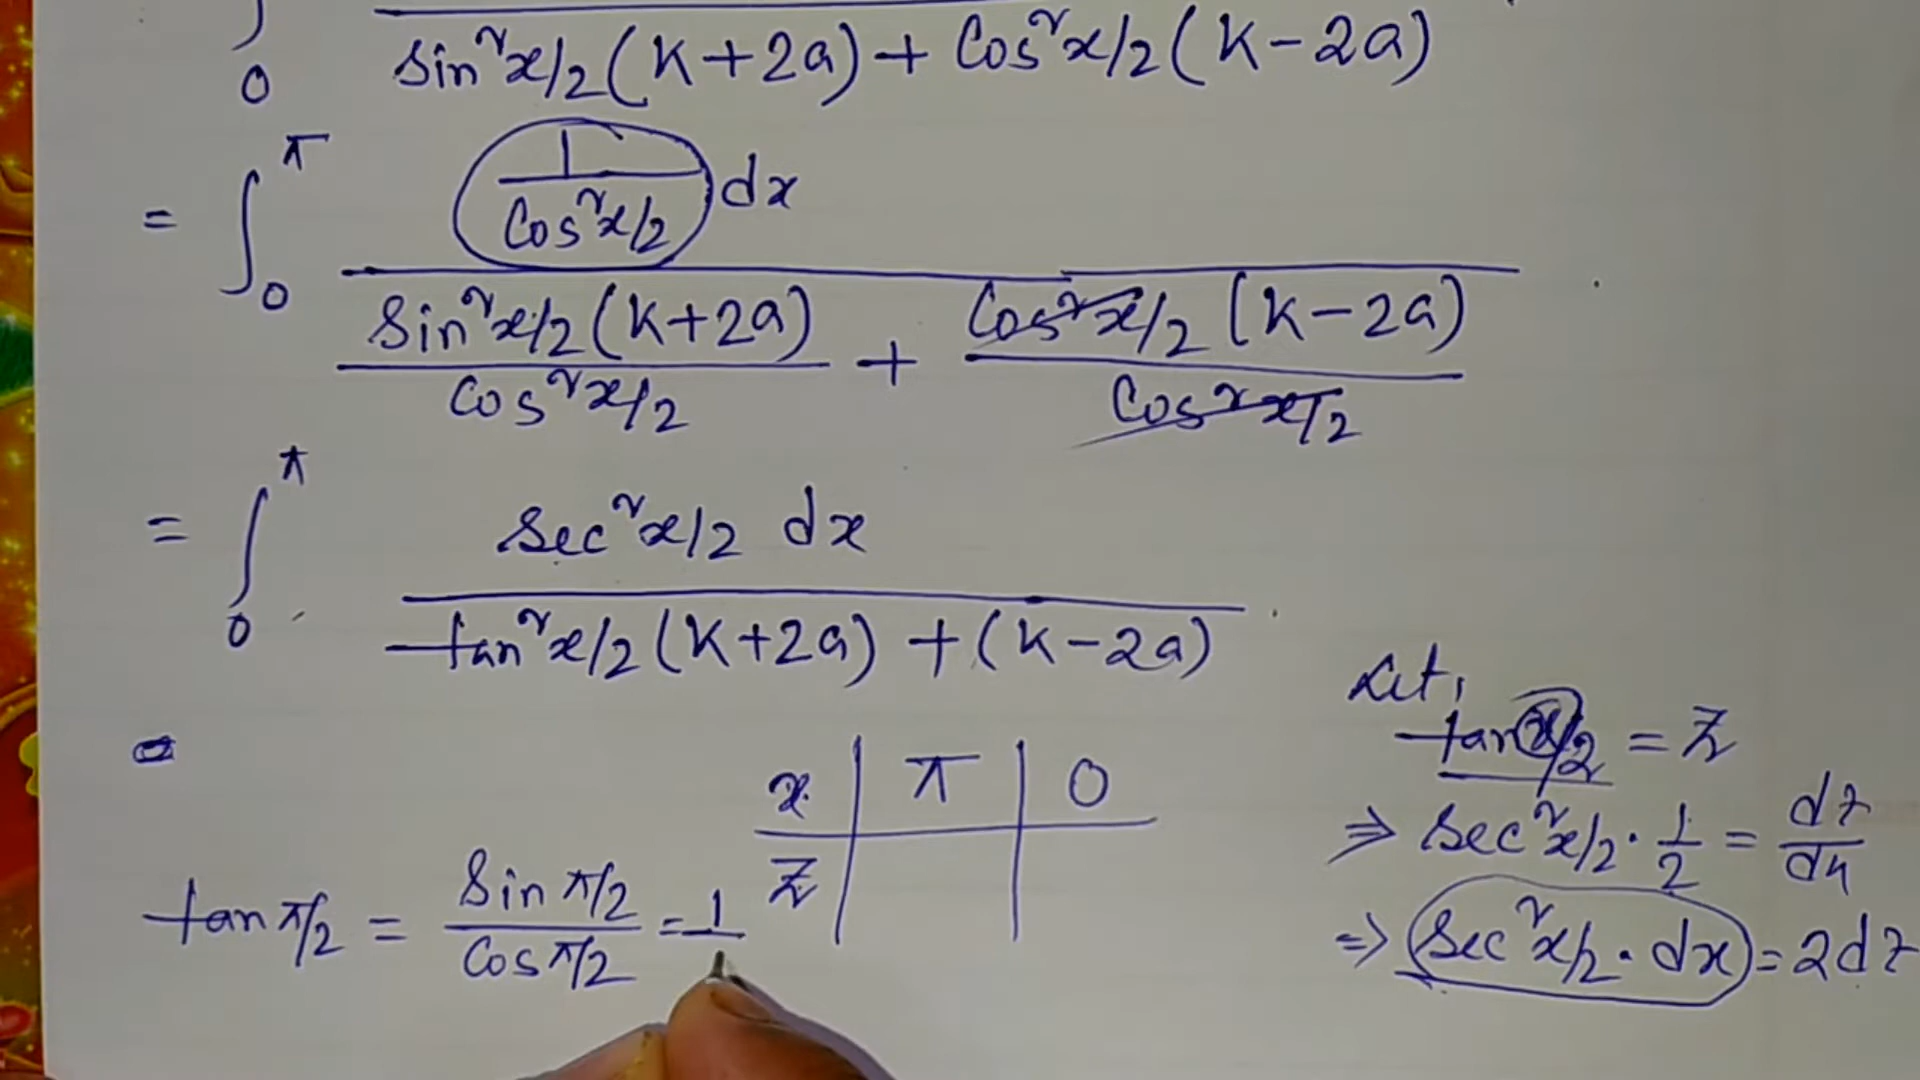 0 sin²x/2 (K+2a) + Cos²x/2 (K-2a)
= ∫₀^π 1/Cos²x/2 dx
Sin²x/2 (K+2a) / Cos²x/2 + Cos²x/2 (K-2a) / Cos²x/2
= ∫₀^π sec²x/2 dx
tan²x/2 (K+2a) + (K-2a)
Let,
tan x/2 = Z
x | π | 0
Z
⇒ Sec²x/2 · 1/2 = dz/dx
tan π/2 = Sin π/2 / Cos π/2 = 1
⇒ Sec²x/2 · dx = 2dz